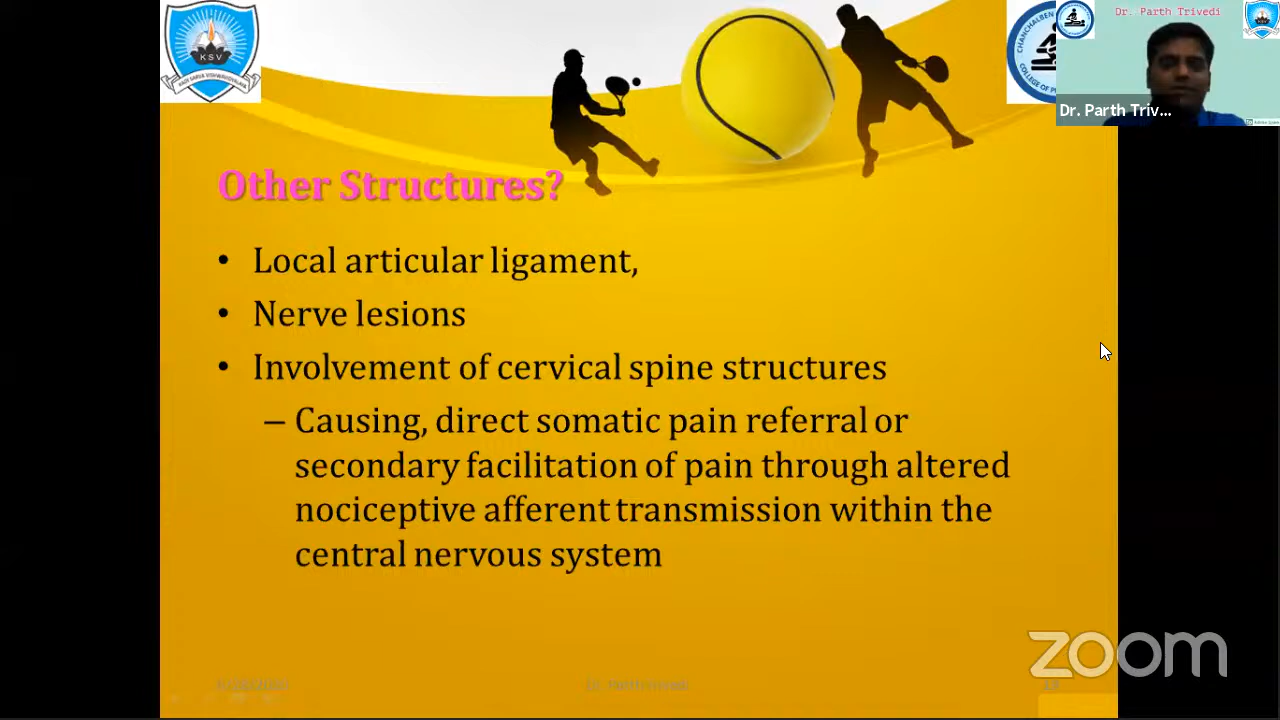 KSV
Dr. Parth Trivedi
Dr. Parth Triv...
Other Structures?
• Local articular ligament,
• Nerve lesions
• Involvement of cervical spine structures
– Causing, direct somatic pain referral or
secondary facilitation of pain through altered
nociceptive afferent transmission within the
central nervous system
zoom